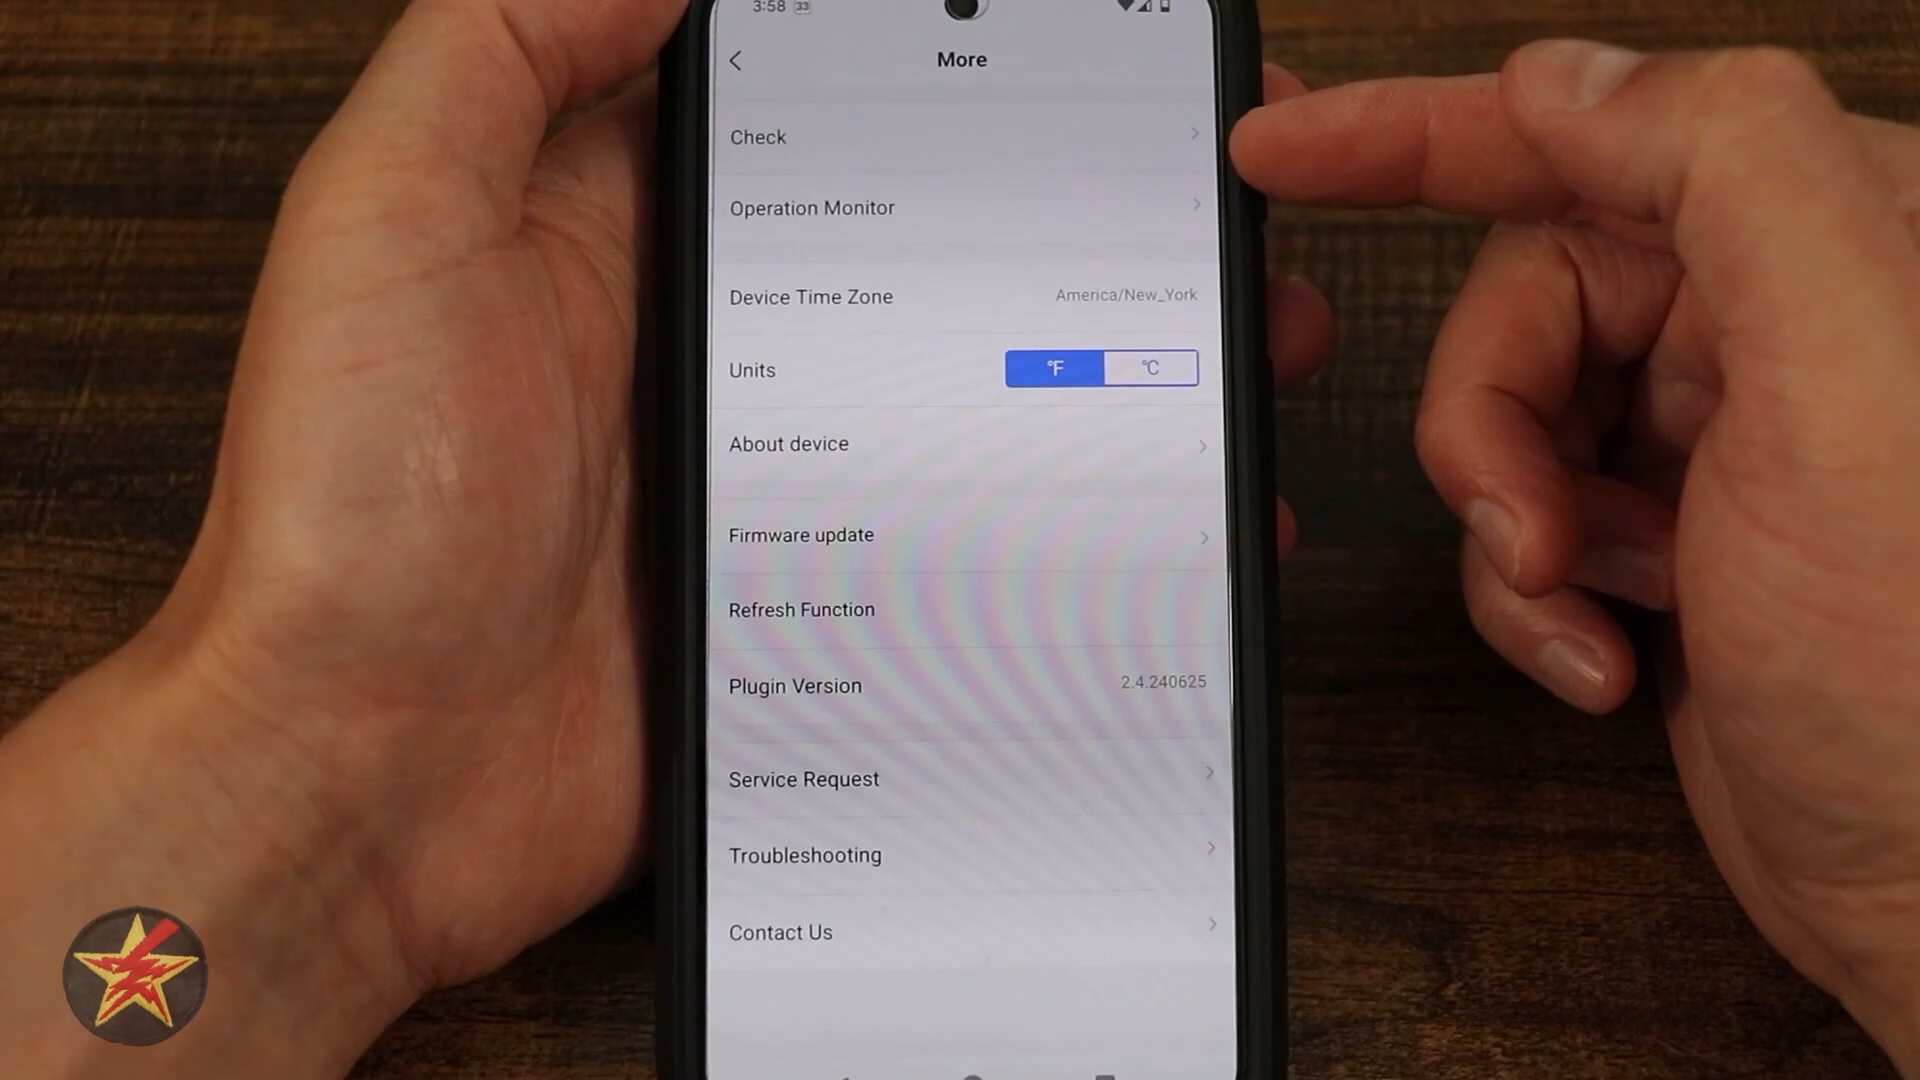 3:58 33
More
Check
Operation Monitor
Device Time Zone America/New_York
Units °F °C
About device
Firmware update
Refresh Function
Plugin Version 2.4.240625
Service Request
Troubleshooting
Contact Us